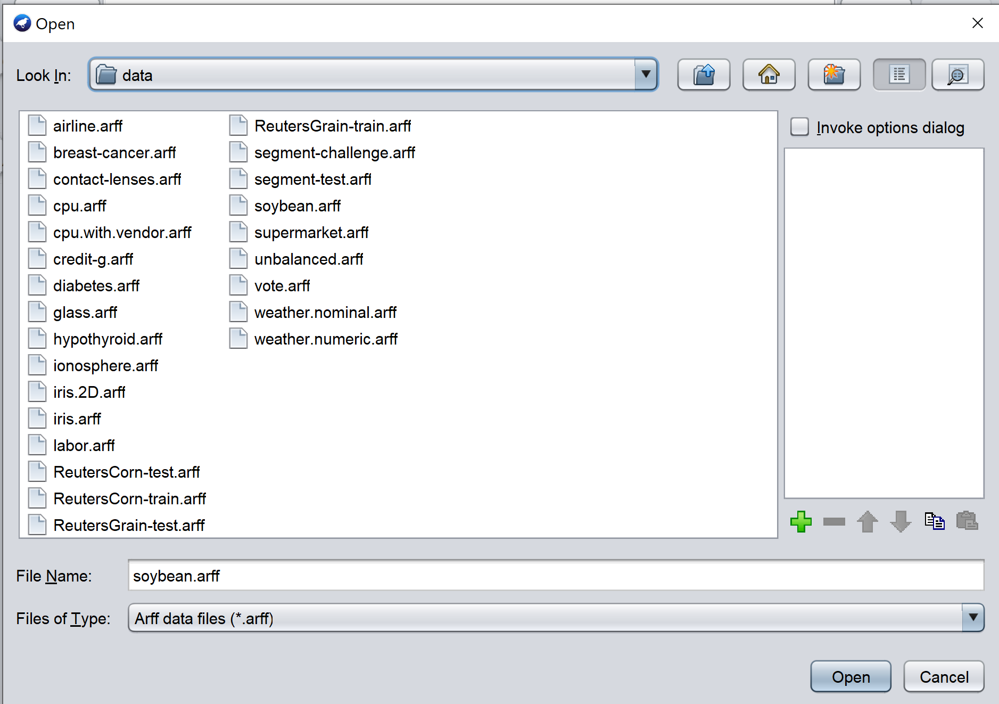 Open
Look In:
data
airline.arff
breast-cancer.arff
contact-lenses.arff
cpu.arff
cpu.with.vendor.arff
credit-g.arff
diabetes.arff
glass.arff
hypothyroid.arff
ionosphere.arff
iris.2D.arff
iris.arff
labor.arff
ReutersCorn-test.arff
ReutersCorn-train.arff
ReutersGrain-test.arff
ReutersGrain-train.arff
segment-challenge.arff
segment-test.arff
soybean.arff
supermarket.arff
unbalanced.arff
vote.arff
weather.nominal.arff
weather.numeric.arff
Invoke options dialog
File Name:
soybean.arff
Files of Type:
Arff data files (*.arff)
Open
Cancel